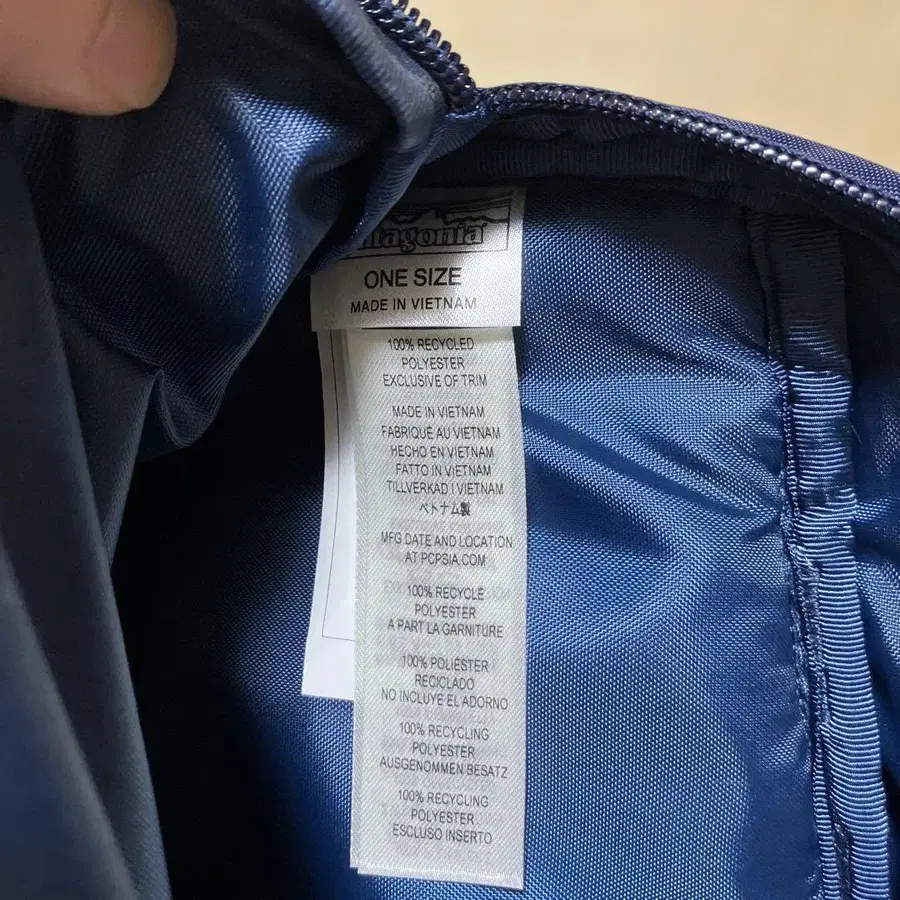 patagonia
ONE SIZE
MADE IN VIETNAM
100% RECYCLED
POLYESTER
EXCLUSIVE OF TRIM
MADE IN VIETNAM
FABRIQUÉ AU VIETNAM
HECHO EN VIETNAM
FATTO IN VIETNAM
TILLVERKAD I VIETNAM
ベトナム製
MFG DATE AND LOCATION
AT PCPSIA.COM
100% RECYCLÉ
POLYESTER
A PART LA GARNITURE
100% POLIÉSTER
RECICLADO
NO INCLUYE EL ADORNO
100% RECYCLING
POLYESTER
AUSGENOMMEN BESATZ
100% RECYCLING
POLYESTER
ESCLUSO INSERTO